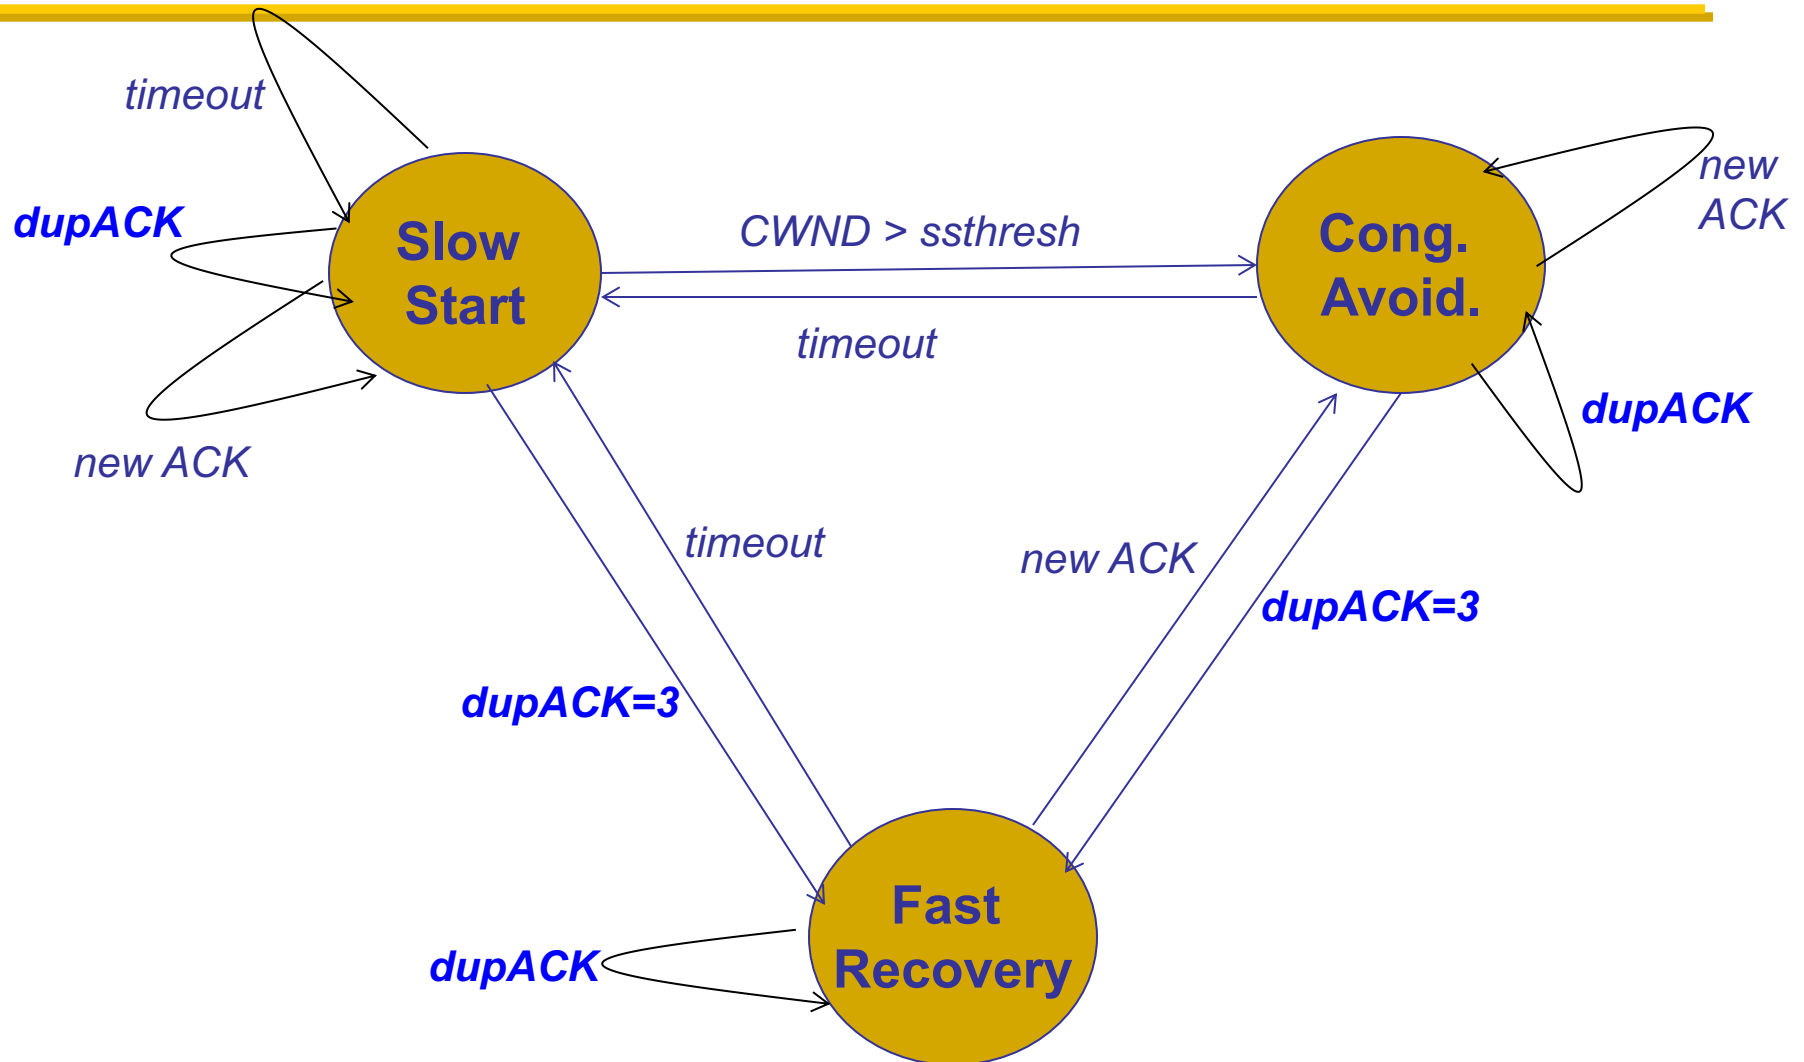 timeout
dupACK
Slow
Start
new ACK
CWND > ssthresh
timeout
Cong.
Avoid.
new
ACK
dupACK
timeout
new ACK
dupACK=3
dupACK=3
Fast
Recovery
dupACK